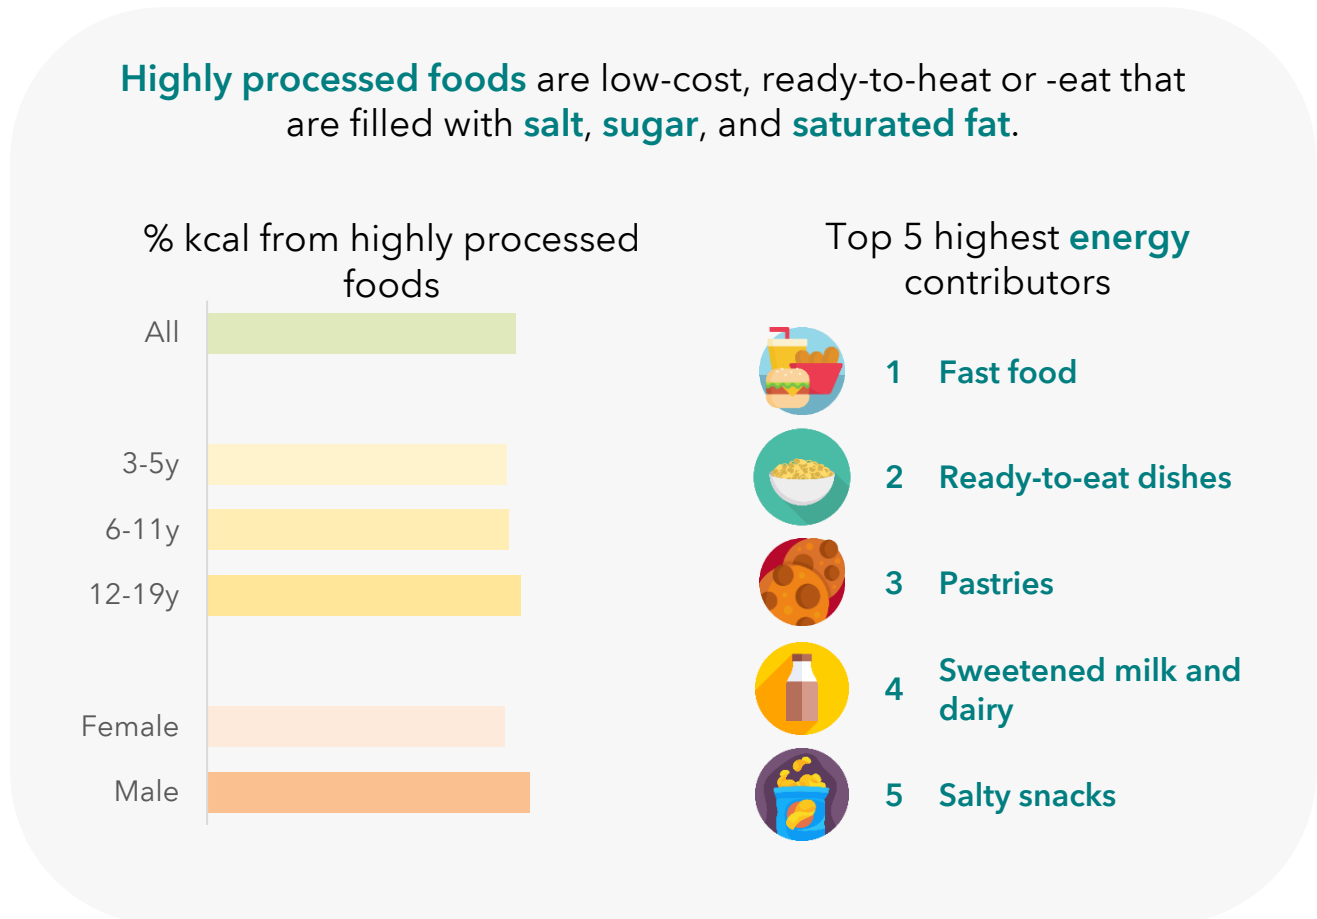 Highly processed foods are low-cost, ready-to-heat or -eat that
are filled with salt, sugar, and saturated fat.
% kcal from highly processed
foods
All
3-5y
6-11y
12-19y
Female
Male
Top 5 highest energy
contributors
1 Fast food
2 Ready-to-eat dishes
3 Pastries
4 Sweetened milk and
dairy
5 Salty snacks